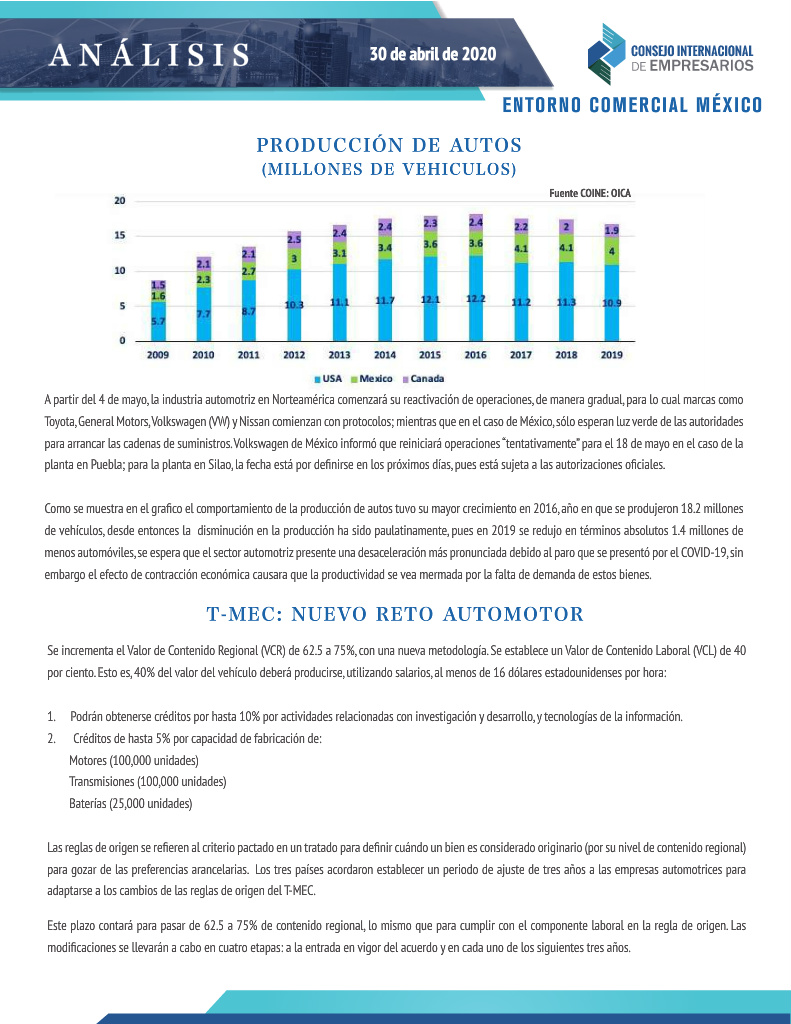 ANÁLISIS
30 de abril de 2020
CONSEJO INTERNACIONAL
DE EMPRESARIOS
ENTORNO COMERCIAL MÉXICO
PRODUCCIÓN DE AUTOS
(MILLONES DE VEHICULOS)
Fuente COINE: OICA
20
15
10
5
0
1.5 2.1 2.1 2.5 2.4 2.4 2.3 2.4 2.2 2 1.9
1.6 2.3 2.7 3 3.1 3.4 3.6 3.6 4.1 4.1 4
5.7 7.7 8.7 10.3 11.1 11.7 12.1 12.2 11.2 11.3 10.9
2009 2010 2011 2012 2013 2014 2015 2016 2017 2018 2019
USA Mexico Canada
A partir del 4 de mayo, la industria automotriz en Norteamérica comenzará su reactivación de operaciones, de manera gradual, para lo cual marcas como
Toyota, General Motors, Volkswagen (VW) y Nissan comienzan con protocolos; mientras que en el caso de México, sólo esperan luz verde de las autoridades
para arrancar las cadenas de suministros. Volkswagen de México informó que reiniciará operaciones “tentativamente” para el 18 de mayo en el caso de la
planta en Puebla; para la planta en Silao, la fecha está por definirse en los próximos días, pues está sujeta a las autorizaciones oficiales.
Como se muestra en el grafico el comportamiento de la producción de autos tuvo su mayor crecimiento en 2016, año en que se produjeron 18.2 millones
de vehículos, desde entonces la disminución en la producción ha sido paulatinamente, pues en 2019 se redujo en términos absolutos 1.4 millones de
menos automóviles, se espera que el sector automotriz presente una desaceleración más pronunciada debido al paro que se presentó por el COVID-19, sin
embargo el efecto de contracción económica causara que la productividad se vea mermada por la falta de demanda de estos bienes.
T-MEC: NUEVO RETO AUTOMOTOR
Se incrementa el Valor de Contenido Regional (VCR) de 62.5 a 75%, con una nueva metodología. Se establece un Valor de Contenido Laboral (VCL) de 40
por ciento. Esto es, 40% del valor del vehículo deberá producirse, utilizando salarios, al menos de 16 dólares estadounidenses por hora:
1. Podrán obtenerse créditos por hasta 10% por actividades relacionadas con investigación y desarrollo, y tecnologías de la información.
2. Créditos de hasta 5% por capacidad de fabricación de:
Motores (100,000 unidades)
Transmisiones (100,000 unidades)
Baterías (25,000 unidades)
Las reglas de origen se refieren al criterio pactado en un tratado para definir cuándo un bien es considerado originario (por su nivel de contenido regional)
para gozar de las preferencias arancelarias. Los tres países acordaron establecer un periodo de ajuste de tres años a las empresas automotrices para
adaptarse a los cambios de las reglas de origen del T-MEC.
Este plazo contará para pasar de 62.5 a 75% de contenido regional, lo mismo que para cumplir con el componente laboral en la regla de origen. Las
modificaciones se llevarán a cabo en cuatro etapas: a la entrada en vigor del acuerdo y en cada uno de los siguientes tres años.